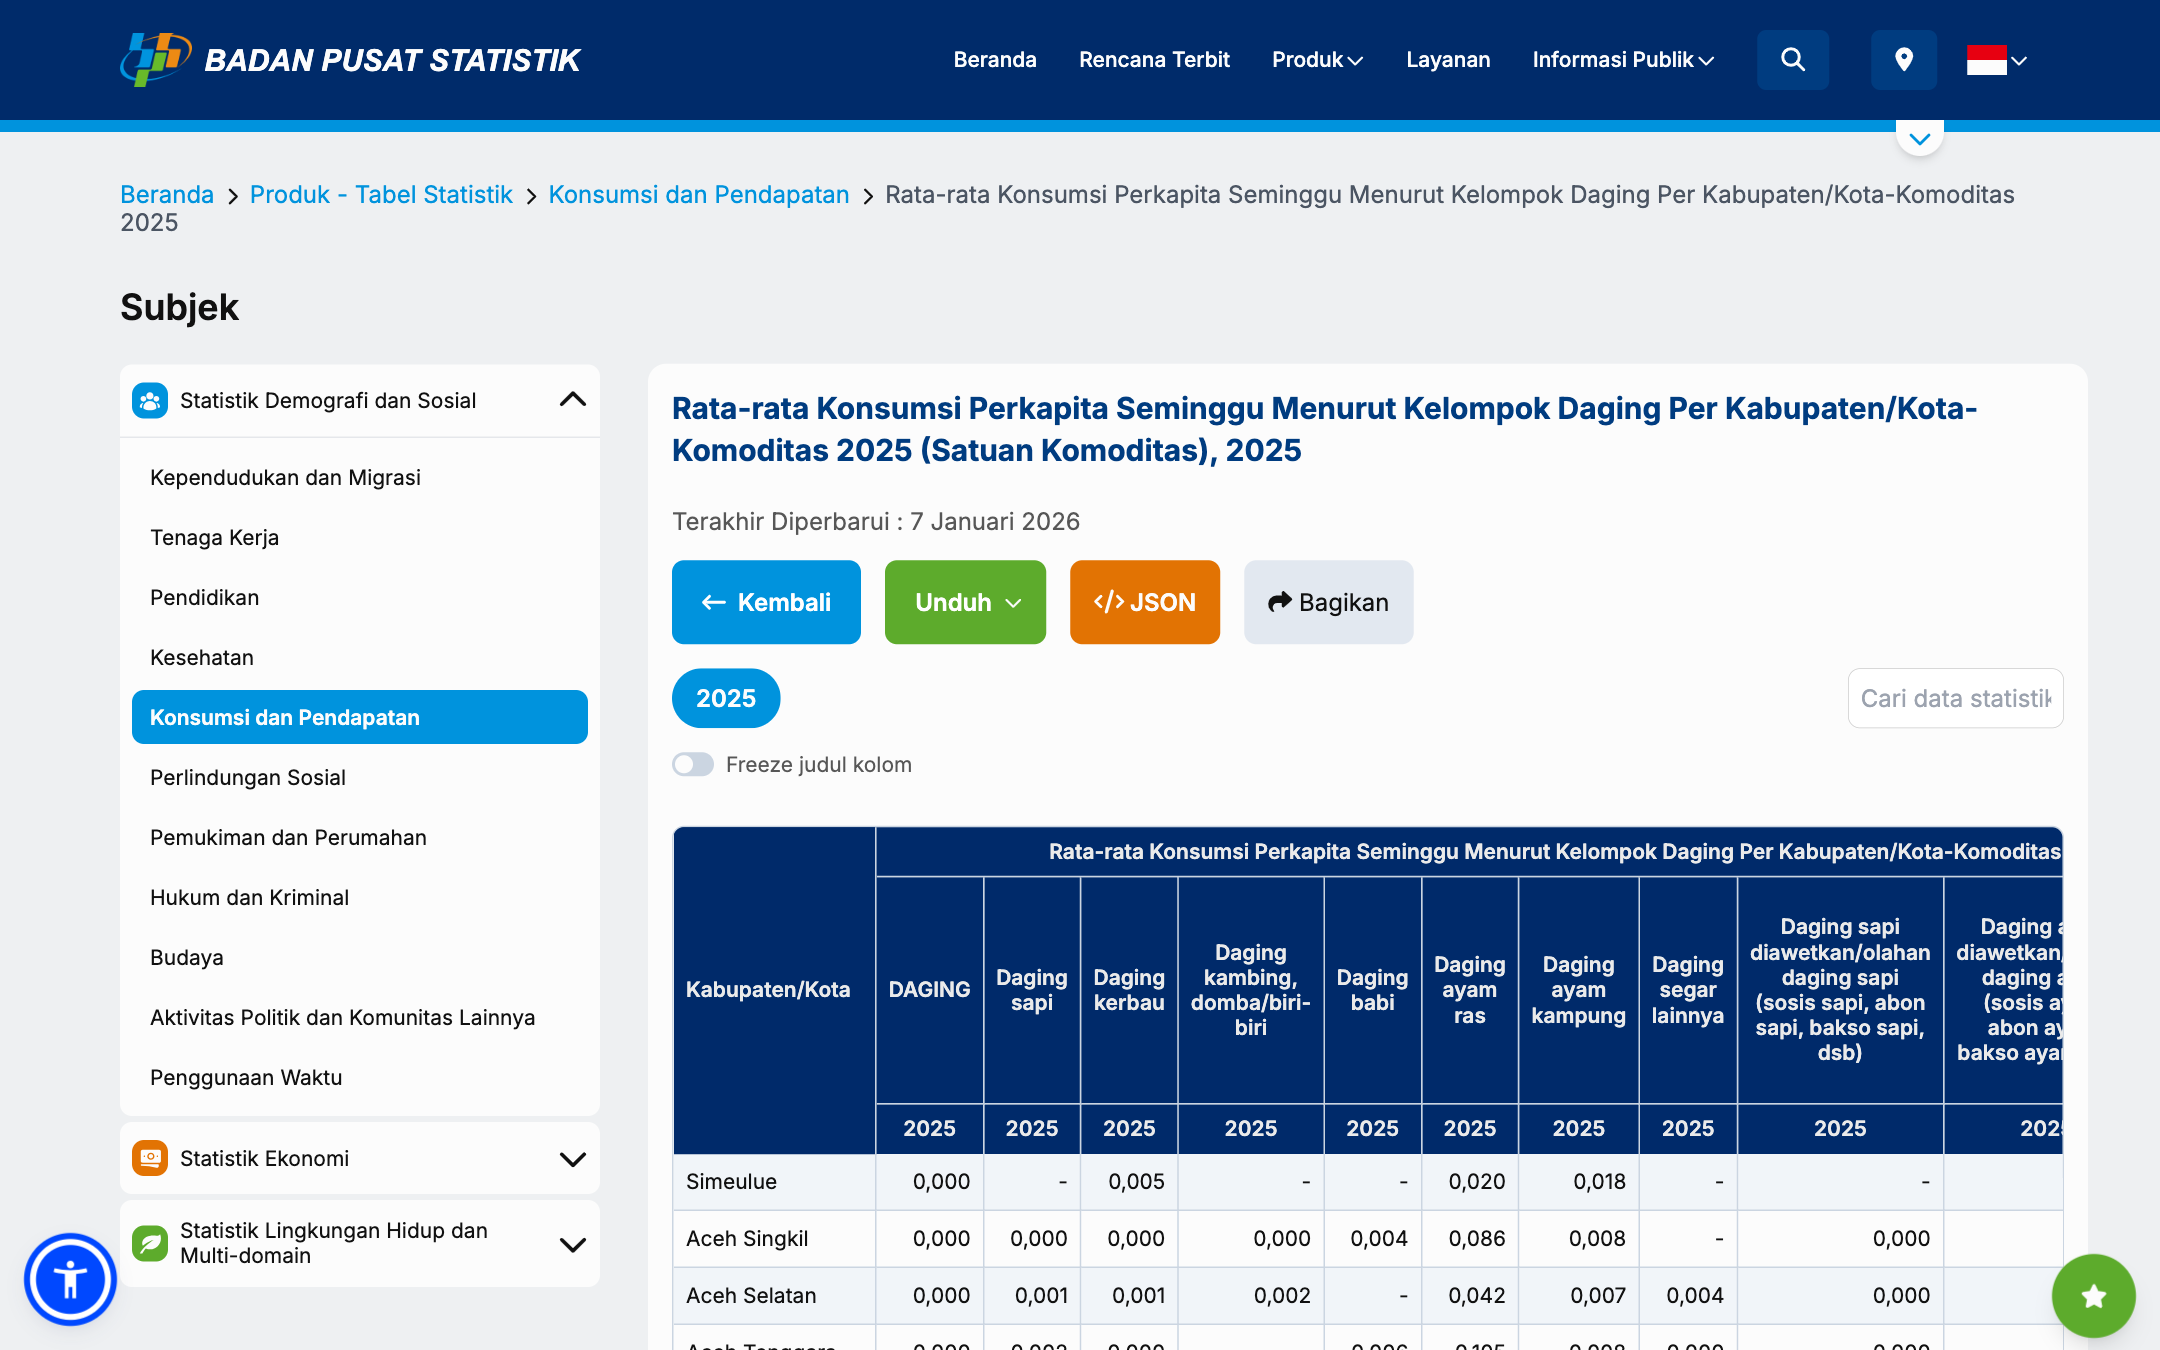 BADAN PUSAT STATISTIK
Beranda
Rencana Terbit
Produk
Layanan
Informasi Publik
Beranda > Produk - Tabel Statistik > Konsumsi dan Pendapatan > Rata-rata Konsumsi Perkapita Seminggu Menurut Kelompok Daging Per Kabupaten/Kota-Komoditas
2025
Subjek
Statistik Demografi dan Sosial
Kependudukan dan Migrasi
Tenaga Kerja
Pendidikan
Kesehatan
Konsumsi dan Pendapatan
Perlindungan Sosial
Pemukiman dan Perumahan
Hukum dan Kriminal
Budaya
Aktivitas Politik dan Komunitas Lainnya
Penggunaan Waktu
Statistik Ekonomi
Statistik Lingkungan Hidup dan
Multi-domain
Rata-rata Konsumsi Perkapita Seminggu Menurut Kelompok Daging Per Kabupaten/Kota-
Komoditas 2025 (Satuan Komoditas), 2025
Terakhir Diperbarui : 7 Januari 2026
Kembali
Unduh
</> JSON
Bagikan
2025
Cari data statistik
Freeze judul kolom
Kabupaten/Kota
Rata-rata Konsumsi Perkapita Seminggu Menurut Kelompok Daging Per Kabupaten/Kota-Komoditas
DAGING
Daging
sapi
Daging
kerbau
Daging
kambing,
domba/biri-
biri
Daging
babi
Daging
ayam
ras
Daging
ayam
kampung
Daging
segar
lainnya
Daging sapi
diawetkan/olahan
daging sapi
(sosis sapi, abon
sapi, bakso sapi,
dsb)
Daging
diawetkan/
daging
(sosis
abon
bakso
2025 2025 2025 2025 2025 2025 2025 2025 2025
Simeulue 0,000 - 0,005 - - 0,020 0,018 - -
Aceh Singkil 0,000 0,000 0,000 0,000 0,004 0,086 0,008 - 0,000
Aceh Selatan 0,000 0,001 0,001 0,002 - 0,042 0,007 0,004 0,000